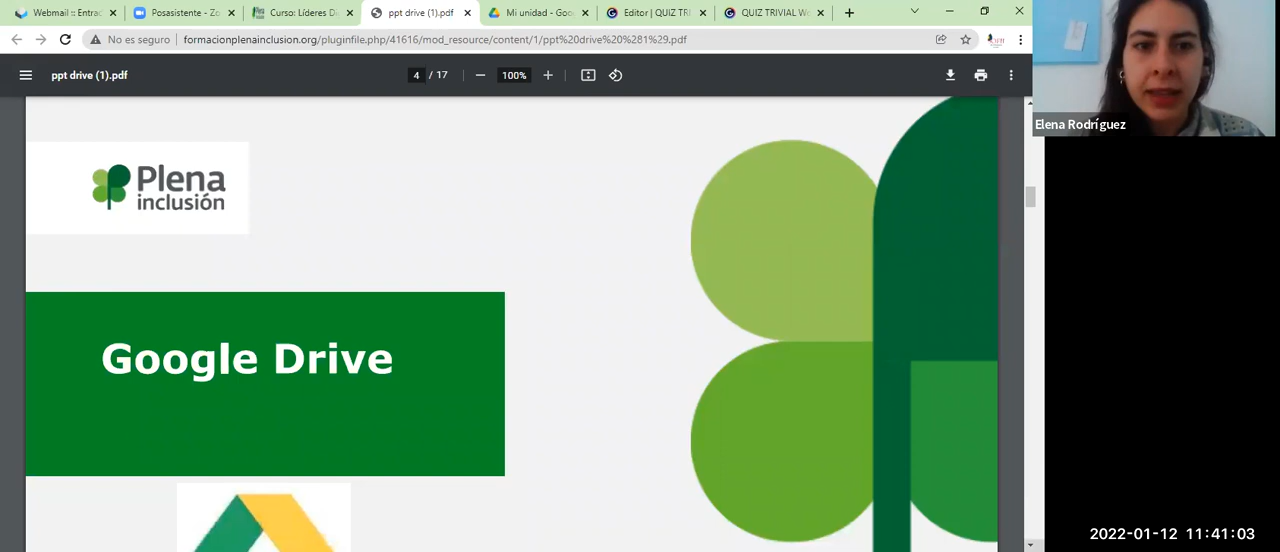 Webmail :: Entrac
Posasistente - Zo
Curso: Líderes Di
ppt drive (1).pdf
Mi unidad - Goo
Editor | QUIZ TRI
QUIZ TRIVIAL We
No es seguro | formacionplenainclusion.org/pluginfile.php/41616/mod_resource/content/1/ppt%20drive%20%281%29.pdf
ppt drive (1).pdf
4 / 17
100%
Elena Rodríguez
Plena
inclusión
Google Drive
2022-01-12 11:41:03